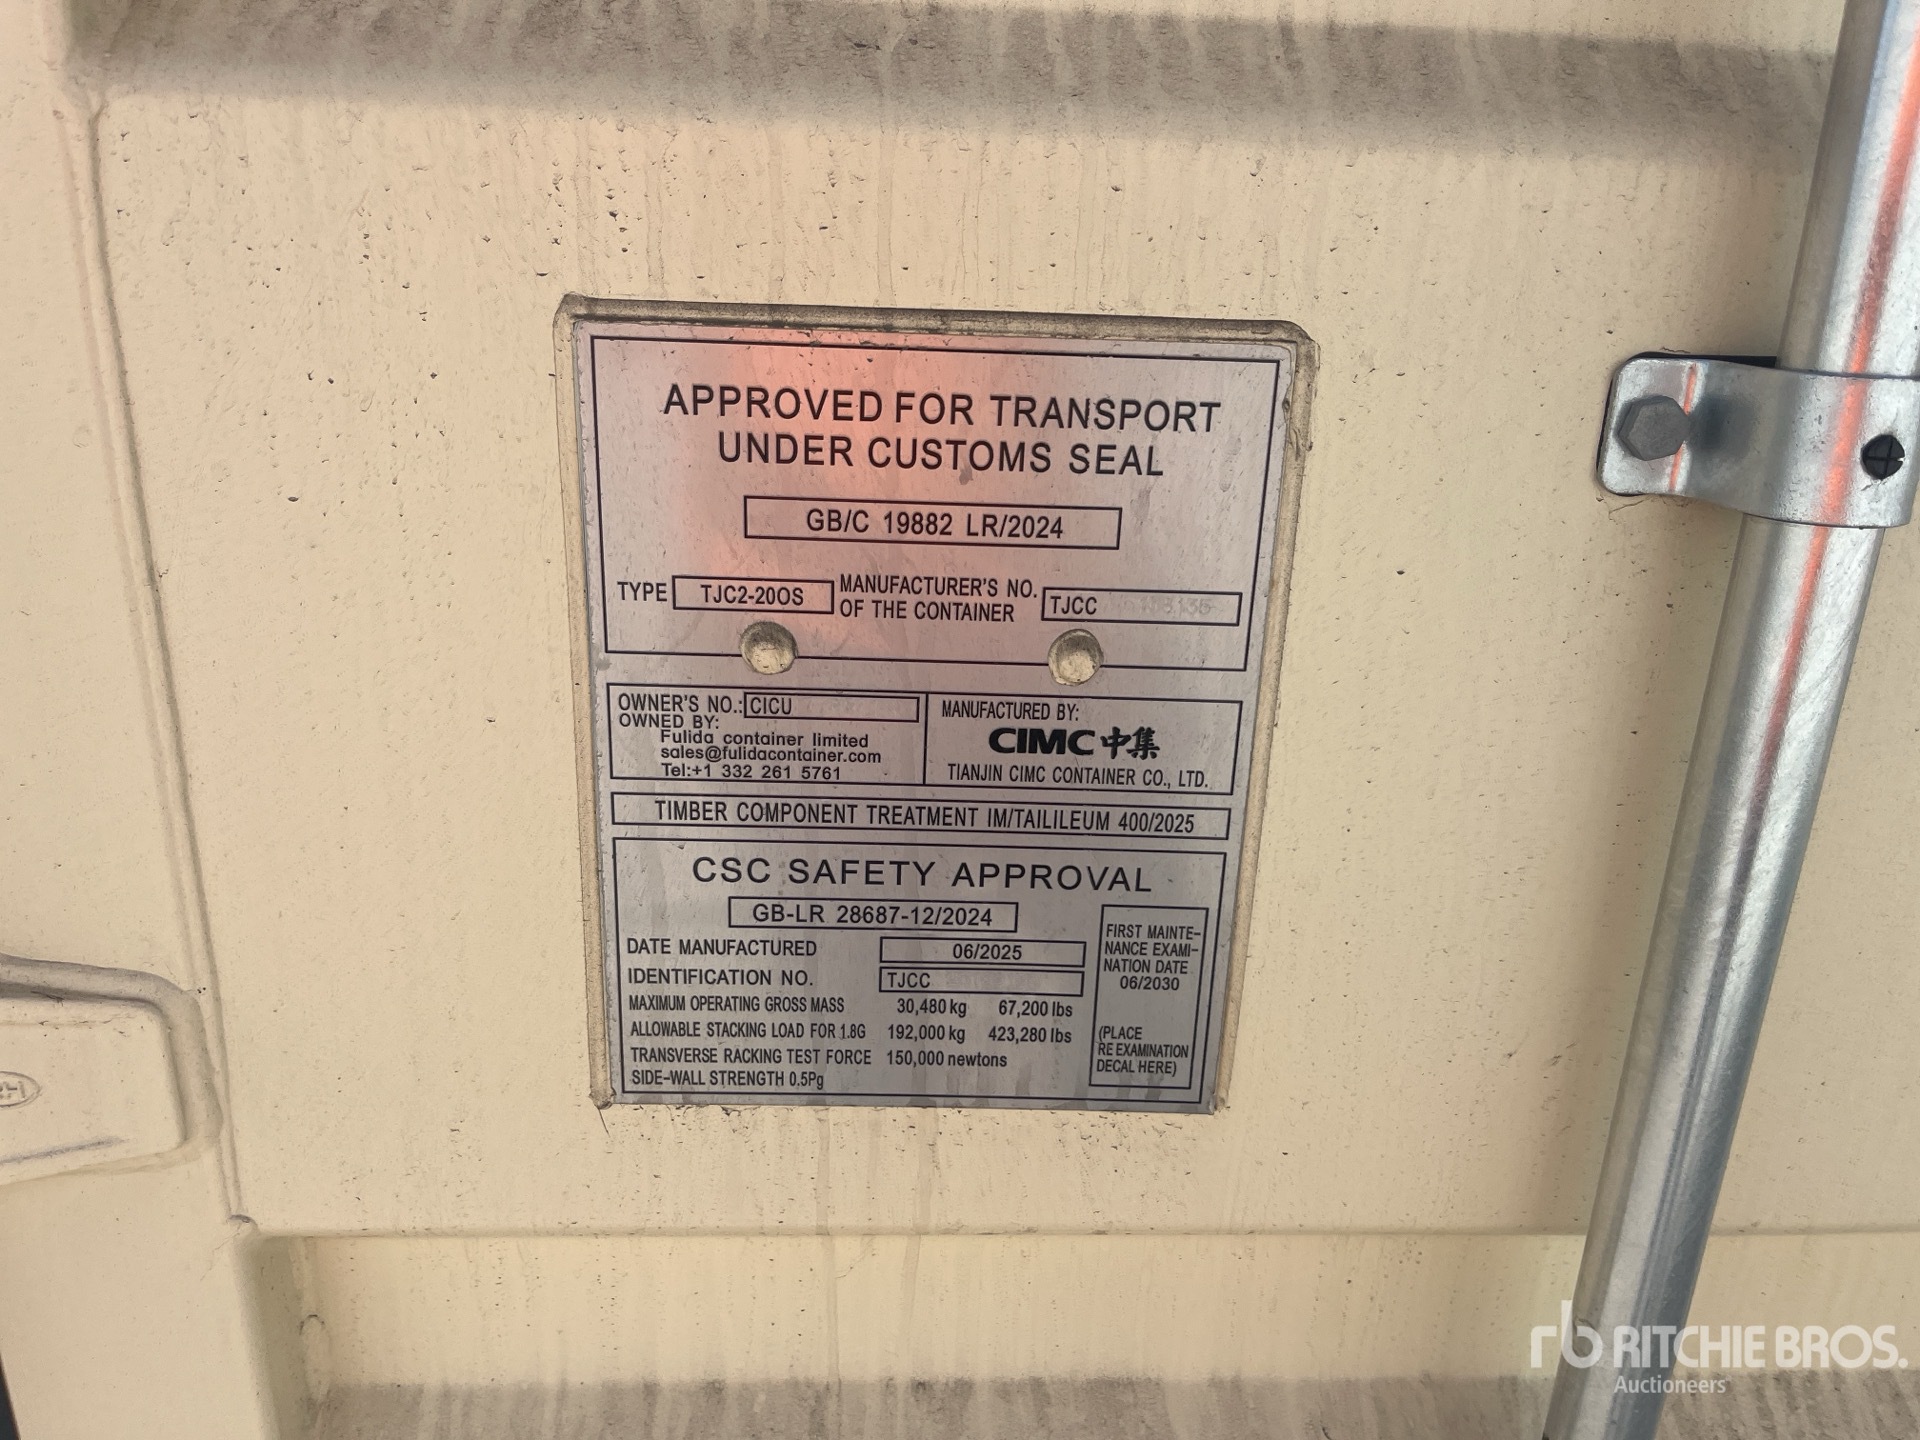 APPROVED FOR TRANSPORT
UNDER CUSTOMS SEAL
GB/C 19882 LR/2024
TYPE TJC2-20OS MANUFACTURER'S NO.
OF THE CONTAINER TJCC
OWNER'S NO.: CICU
OWNED BY:
Fulida container limited
sales@fulidacontainer.com
Tel:+1 332 261 5761
MANUFACTURED BY:
CIMC 中集
TIANJIN CIMC CONTAINER CO., LTD.
TIMBER COMPONENT TREATMENT IM/TAILILEUM 400/2025
CSC SAFETY APPROVAL
GB-LR 28687-12/2024
DATE MANUFACTURED 06/2025
IDENTIFICATION NO. TJCC
MAXIMUM OPERATING GROSS MASS 30,480 kg 67,200 lbs
ALLOWABLE STACKING LOAD FOR 1.8G 192,000 kg 423,280 lbs
TRANSVERSE RACKING TEST FORCE 150,000 newtons
SIDE-WALL STRENGTH 0.5Pg
FIRST MAINTE-
NANCE EXAMI-
NATION DATE
06/2030
(PLACE
RE EXAMINATION
DECAL HERE)
rb RITCHIE BROS.
Auctioneers